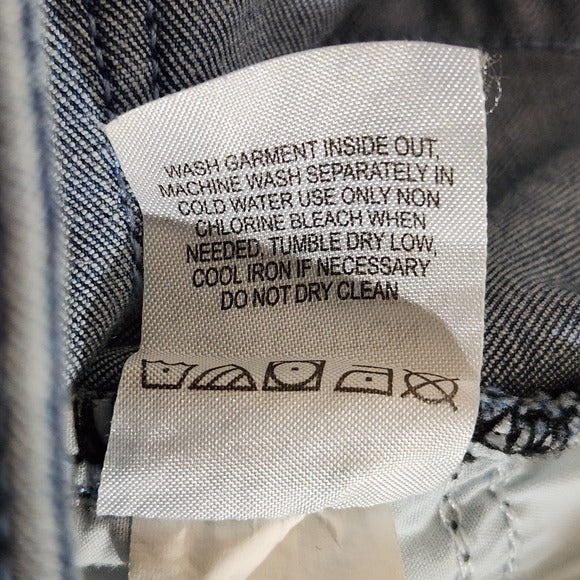 WASH GARMENT INSIDE OUT,
MACHINE WASH SEPARATELY IN
COLD WATER USE ONLY NON
CHLORINE BLEACH WHEN
NEEDED, TUMBLE DRY LOW,
COOL IRON IF NECESSARY
DO NOT DRY CLEAN